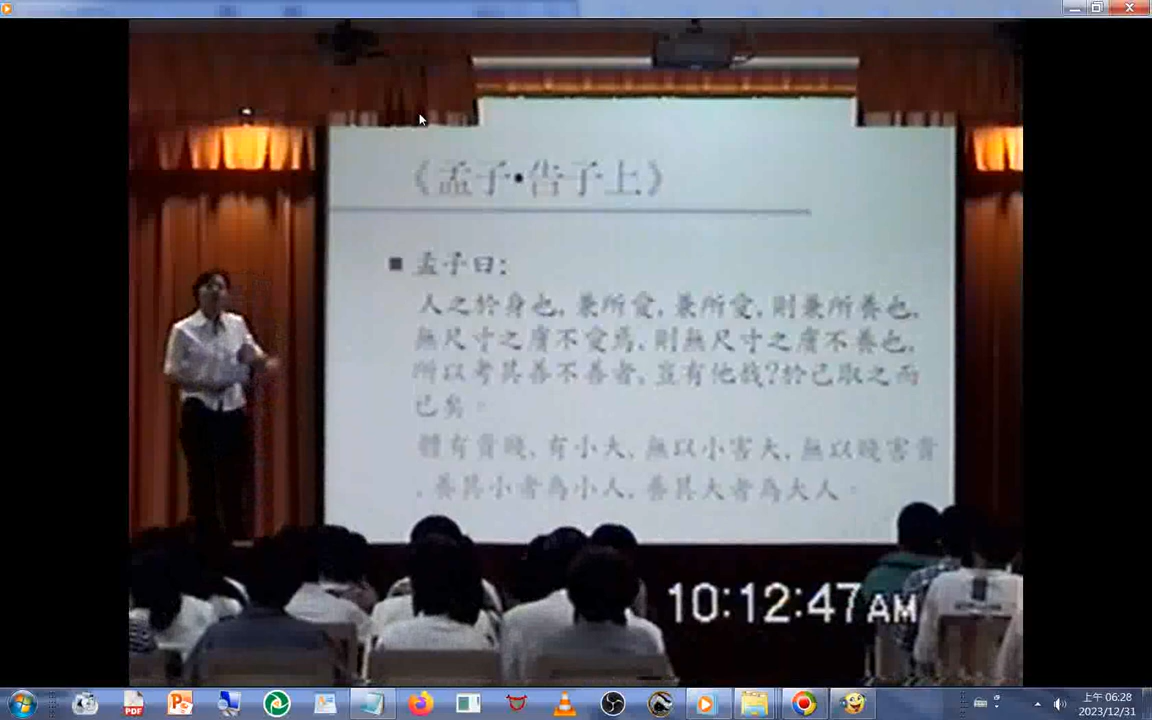 《孟子•告子上》
■ 孟子曰:
人之於身也, 兼所愛, 兼所愛, 則兼所養也,
無尺寸之膚不愛焉, 則無尺寸之膚不養也,
所以考其善不善者, 豈有他哉?於己取之而
已矣。
體有貴賤, 有小大, 無以小害大, 無以賤害貴
, 養其小者為小人, 養其大者為大人。
10:12:47AM
PDF
上午 06:28
2023/12/31